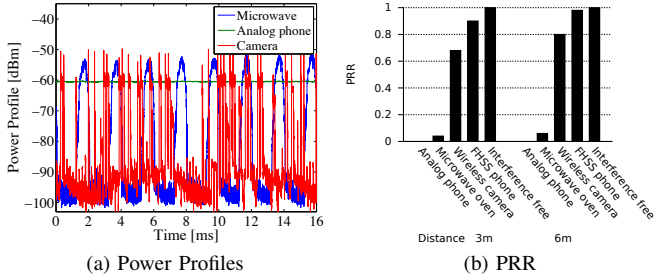 (a)
Microwave
Analog phone
Camera
Power Profile [dBm]
−40
−50
−60
−70
−80
−90
−100
0 2 4 6 8 10 12 14 16
Time [ms]
(a) Power Profiles
(b)
PRR
1
0.8
0.6
0.4
0.2
0
Analog phone
Microwave oven
Wireless camera
FHSS phone
Interference free
Analog phone
Microwave oven
Wireless camera
FHSS phone
Interference free
Distance 3m 6m
(b) PRR